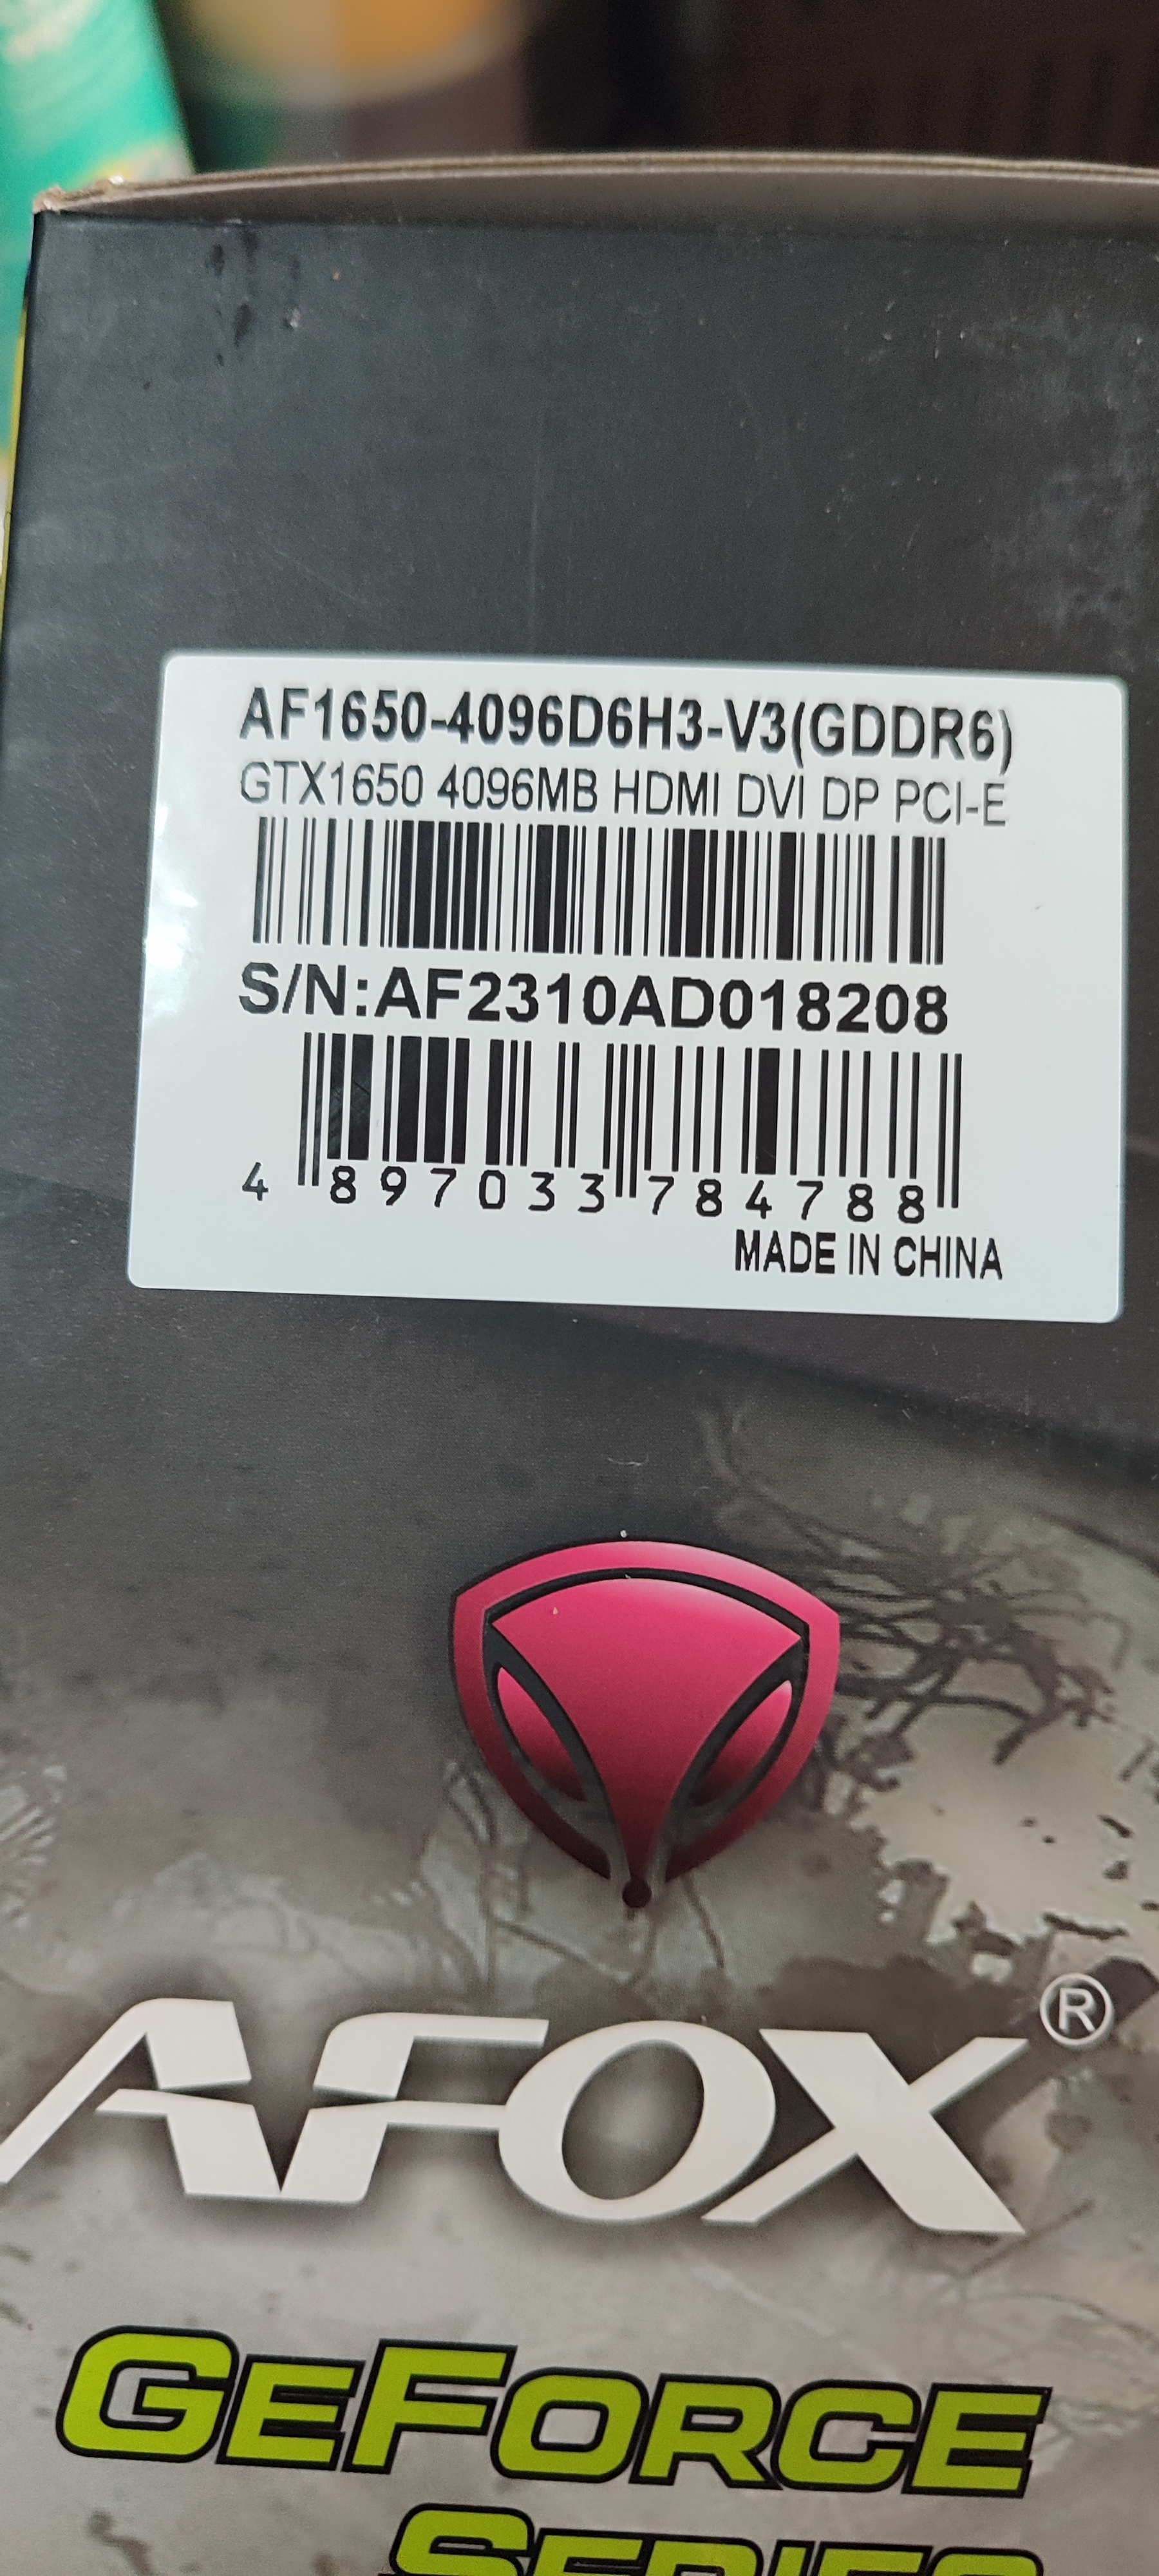 AF1650-4096D6H3-V3(GDDR6)
GTX1650 4096MB HDMI DVI DP PCI-E
S/N:AF2310AD018208
4 897033 784788
MADE IN CHINA
AFOX®
GEFORCE
SERIES